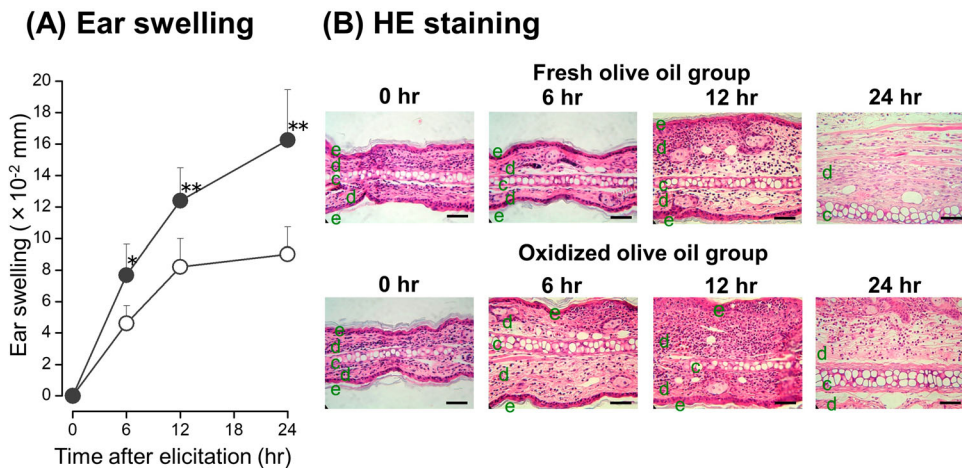 (A) Ear swelling
Ear swelling ( × 10-2 mm)
20
18
16
14
12
10
8
6
4
2
0
*
**
**
0 6 12 24
Time after elicitation (hr)
(B) HE staining
Fresh olive oil group
0 hr 6 hr 12 hr 24 hr
e d c d e
e d c d e
e d c d e
d c
Oxidized olive oil group
0 hr 6 hr 12 hr 24 hr
e d c d e
e d c d e
e d c d e
d c d